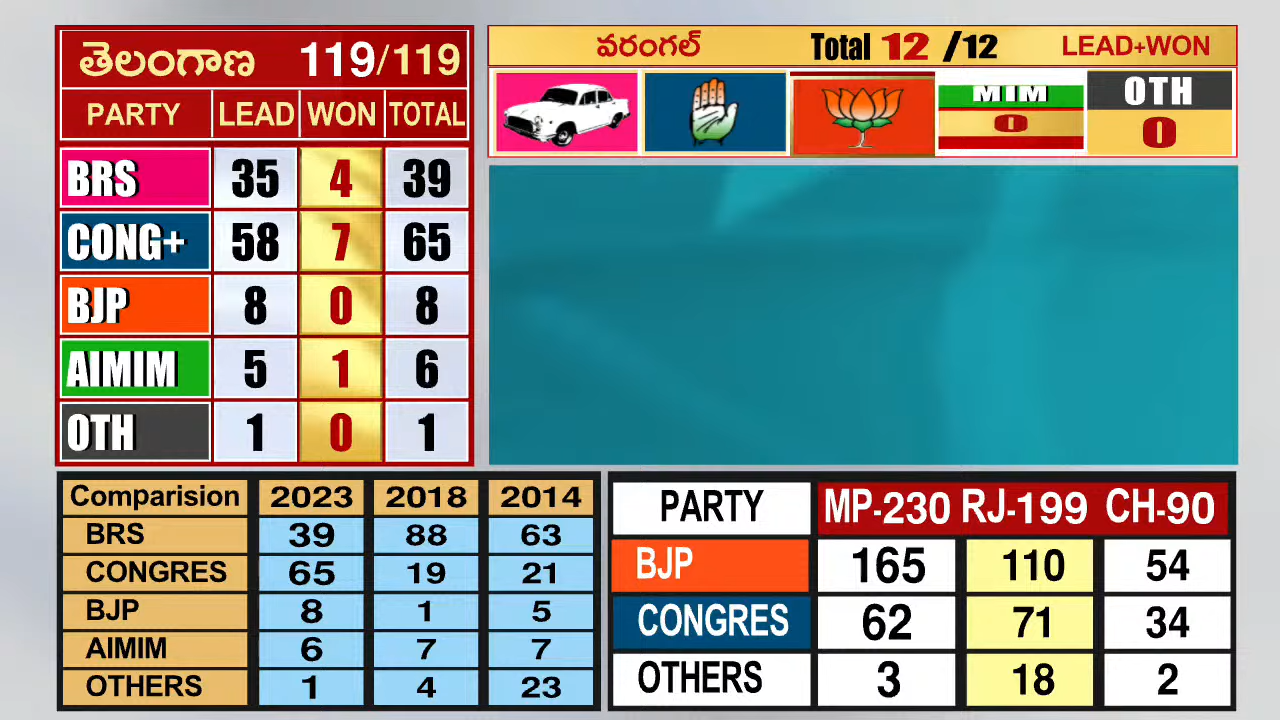 తెలంగాణ 119/119
PARTY LEAD WON TOTAL
BRS 35 4 39
CONG+ 58 7 65
BJP 8 0 8
AIMIM 5 1 6
OTH 1 0 1
వరంగల్ Total 12 /12 LEAD+WON
MIM OTH
0 0
Comparision 2023 2018 2014
BRS 39 88 63
CONGRES 65 19 21
BJP 8 1 5
AIMIM 6 7 7
OTHERS 1 4 23
PARTY MP-230 RJ-199 CH-90
BJP 165 110 54
CONGRES 62 71 34
OTHERS 3 18 2